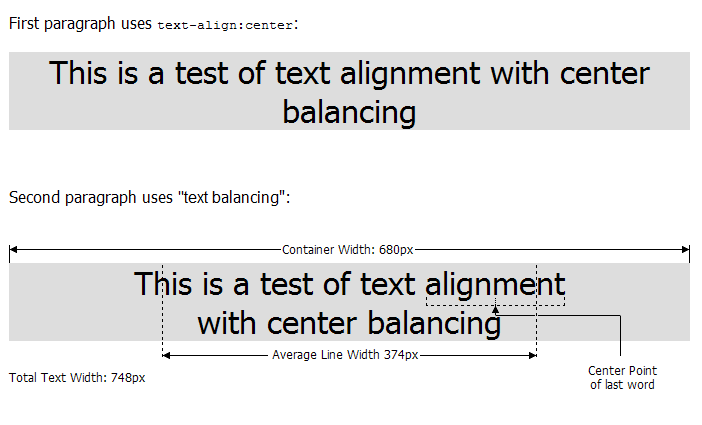 First paragraph uses text-align:center:
This is a test of text alignment with center
balancing
Second paragraph uses "text balancing":
Container Width: 680px
This is a test of text alignment
with center balancing
Average Line Width 374px
Center Point
of last word
Total Text Width: 748px